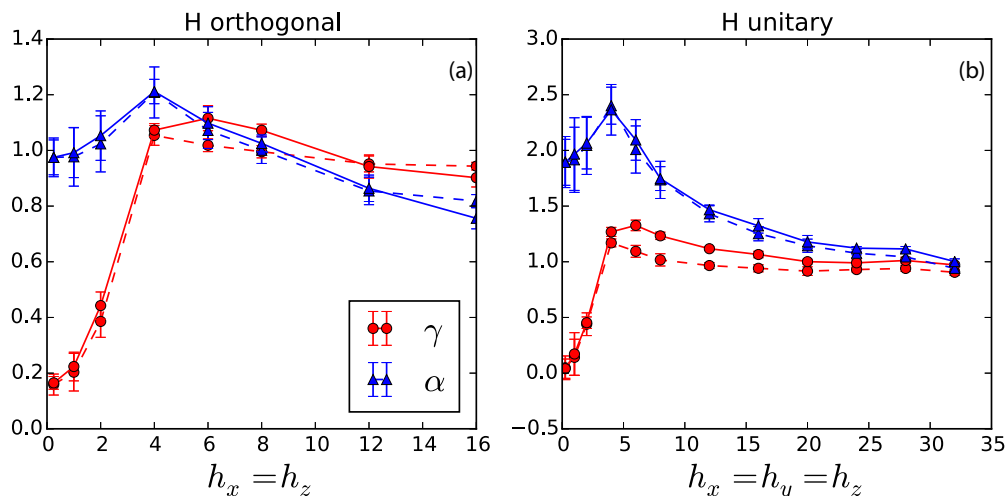 H orthogonal
H unitary
(a)
(b)
1.4
1.2
1.0
0.8
0.6
0.4
0.2
0.0
0 2 4 6 8 10 12 14 16
γ
α
h_x = h_z
3.0
2.5
2.0
1.5
1.0
0.5
0.0
−0.5
0 5 10 15 20 25 30 35
h_x = h_y = h_z